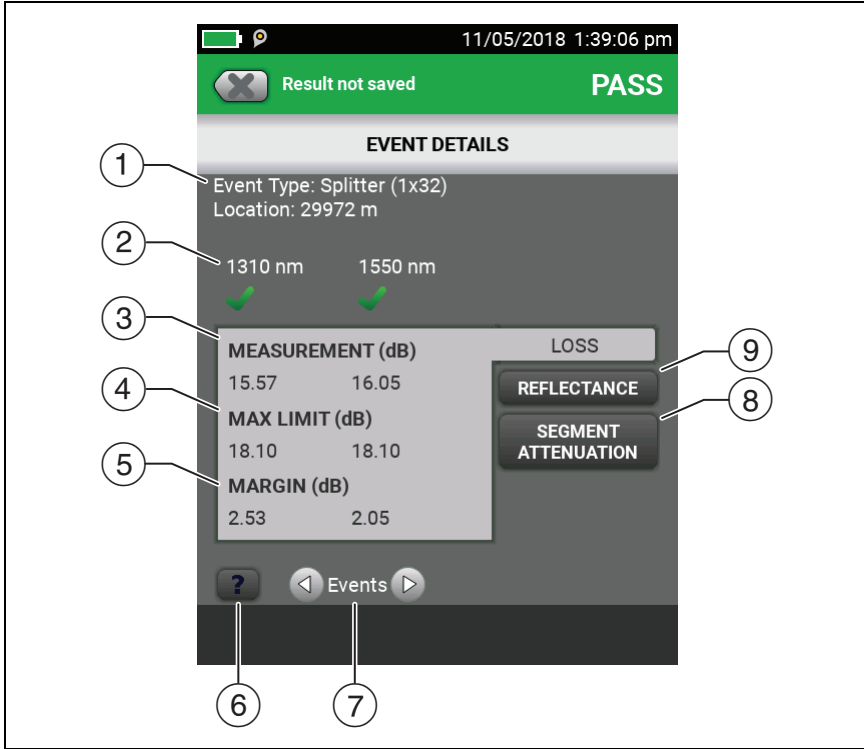 11/05/2018 1:39:06 pm
Result not saved PASS
EVENT DETAILS
1
Event Type: Splitter (1x32)
Location: 29972 m
2
1310 nm 1550 nm
3
MEASUREMENT (dB)
15.57 16.05
4
MAX LIMIT (dB)
18.10 18.10
5
MARGIN (dB)
2.53 2.05
LOSS
9
REFLECTANCE
8
SEGMENT
ATTENUATION
?
Events
6
7